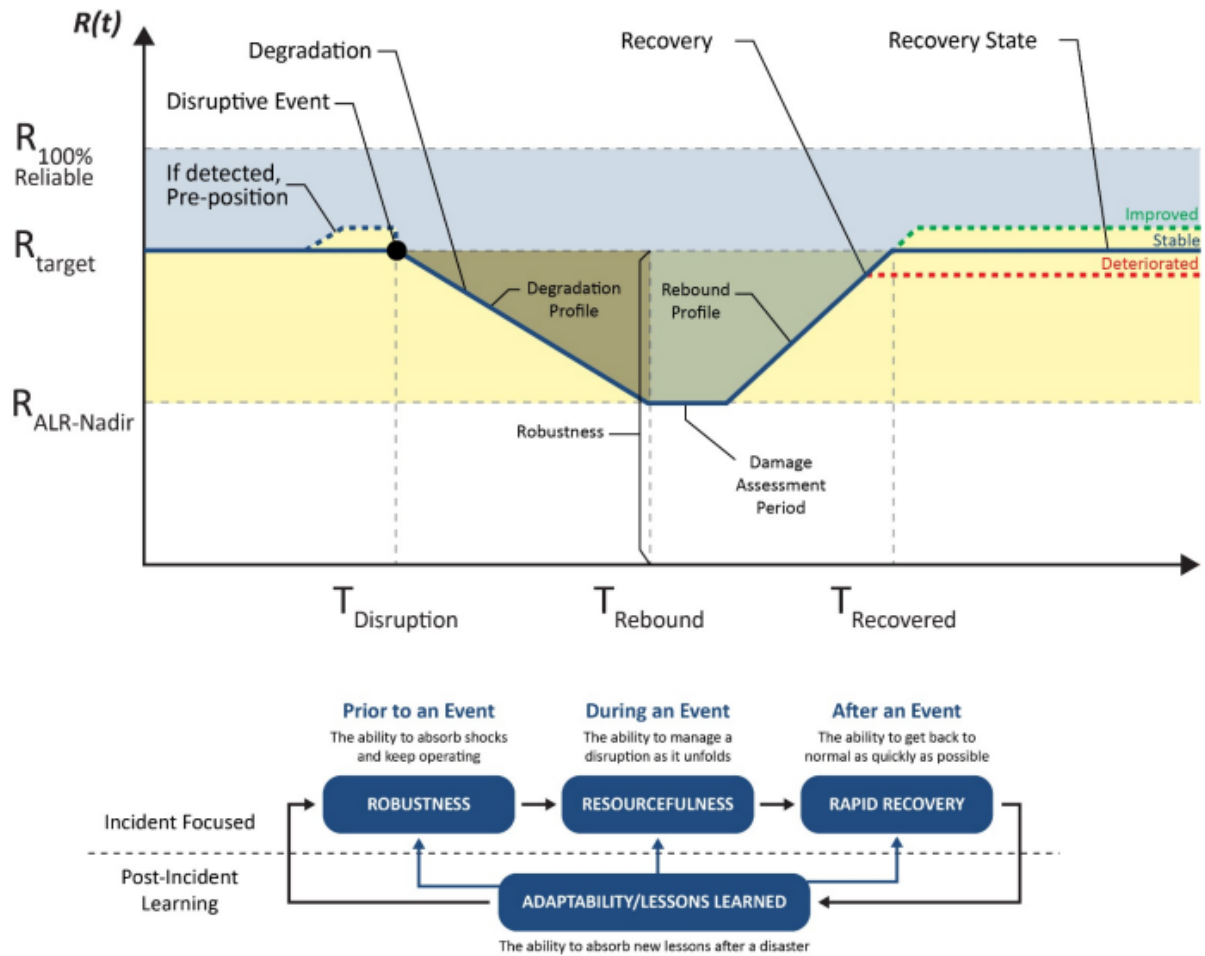 R(t)
Degradation
Recovery
Recovery State
Disruptive Event
R100%
Reliable
If detected,
Pre-position
Improved
Rtarget
Stable
Deteriorated
Degradation
Profile
Rebound
Profile
RALR-Nadir
Robustness
Damage
Assessment
Period
TDisruption
TRebound
TRecovered
Prior to an Event
The ability to absorb shocks
and keep operating
During an Event
The ability to manage a
disruption as it unfolds
After an Event
The ability to get back to
normal as quickly as possible
ROBUSTNESS
RESOURCEFULNESS
RAPID RECOVERY
Incident Focused
Post-Incident
Learning
ADAPTABILITY/LESSONS LEARNED
The ability to absorb new lessons after a disaster